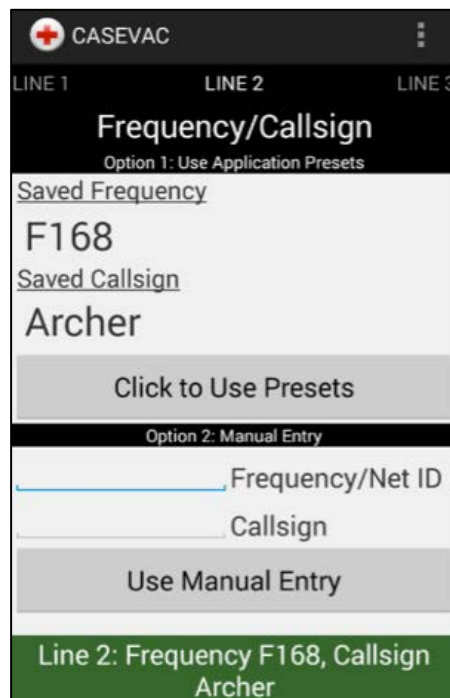 CASEVAC
LINE 1 LINE 2 LINE 3
Frequency/Callsign
Option 1: Use Application Presets
Saved Frequency
F168
Saved Callsign
Archer
Click to Use Presets
Option 2: Manual Entry
Frequency/Net ID
Callsign
Use Manual Entry
Line 2: Frequency F168, Callsign
Archer